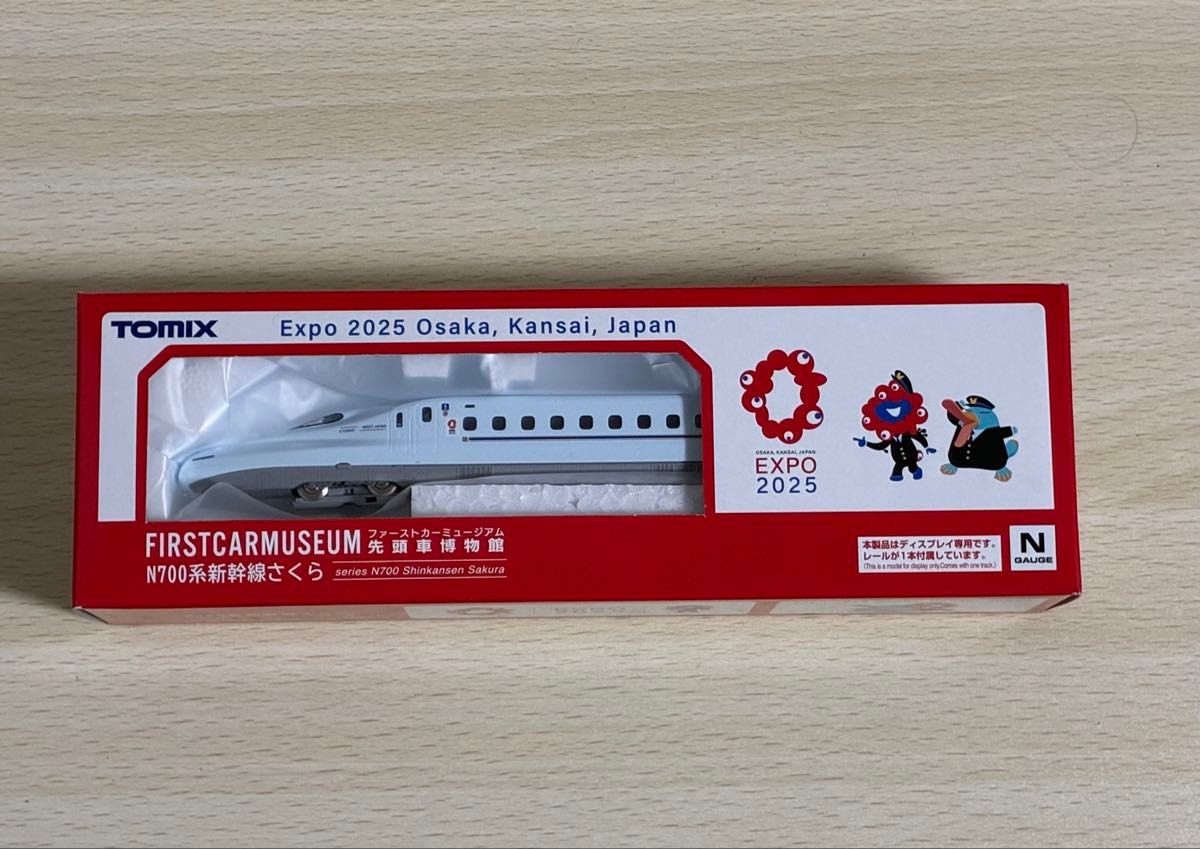 TOMIX
Expo 2025 Osaka, Kansai, Japan
OSAKA, KANSAI, JAPAN
EXPO
2025
FIRSTCARMUSEUM
ファーストカーミュージアム
先頭車博物館
N700系新幹線さくら
series N700 Shinkansen Sakura
本製品はディスプレイ専用です。
レールが1本付属しています。
(This is a model for display only.Comes with one track.)
N
GAUGE
WEST JAPAN
1